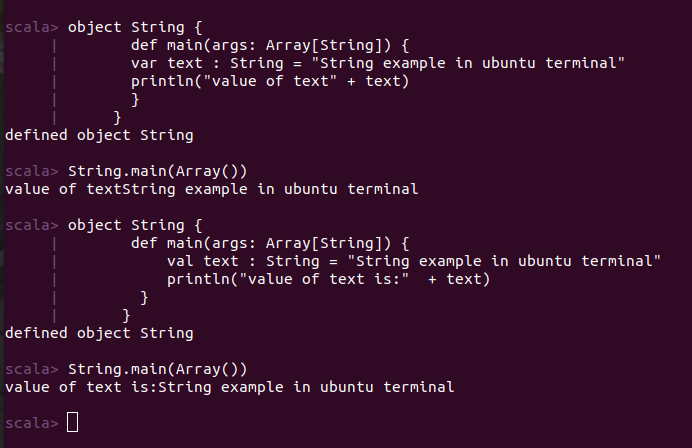 scala> object String {
     |        def main(args: Array[String]) {
     |        var text : String = "String example in ubuntu terminal"
     |        println("value of text" + text)
     |        }
     |      }
defined object String
scala> String.main(Array())
value of textString example in ubuntu terminal
scala> object String {
     |        def main(args: Array[String]) {
     |            val text : String = "String example in ubuntu terminal"
     |            println("value of text is:"  + text)
     |         }
     |       }
defined object String
scala> String.main(Array())
value of text is:String example in ubuntu terminal
scala>